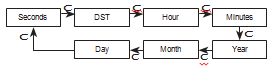 Seconds ⊂ DST ⊂ Hour ⊂ Minutes
⊂ ⊂
Day ⊂ Month ⊂ Year